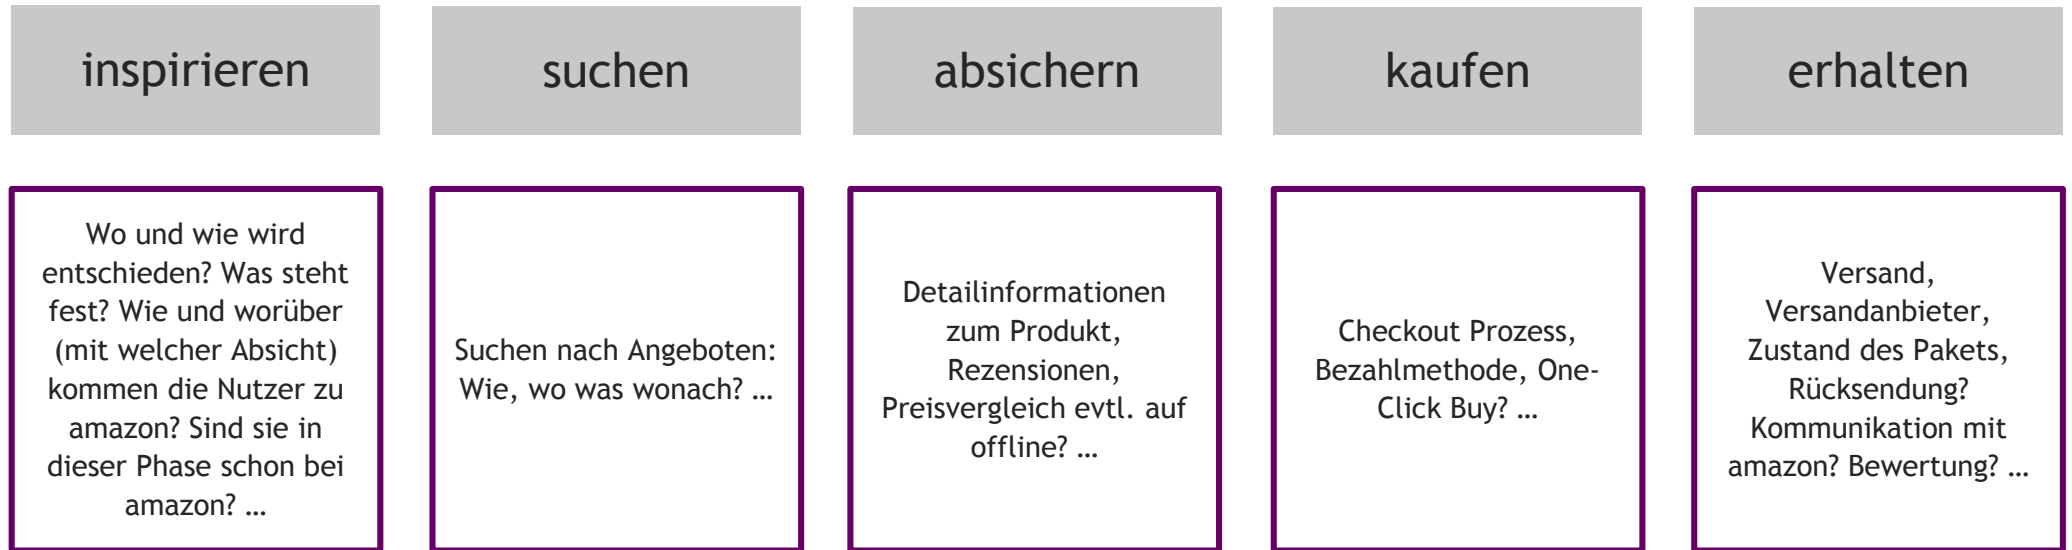 inspirieren
suchen
absichern
kaufen
erhalten
Wo und wie wird
entschieden? Was steht
fest? Wie und worüber
(mit welcher Absicht)
kommen die Nutzer zu
amazon? Sind sie in
dieser Phase schon bei
amazon? …
Suchen nach Angeboten:
Wie, wo was wonach? …
Detailinformationen
zum Produkt,
Rezensionen,
Preisvergleich evtl. auf
offline? …
Checkout Prozess,
Bezahlmethode, One-
Click Buy? …
Versand,
Versandanbieter,
Zustand des Pakets,
Rücksendung?
Kommunikation mit
amazon? Bewertung? …